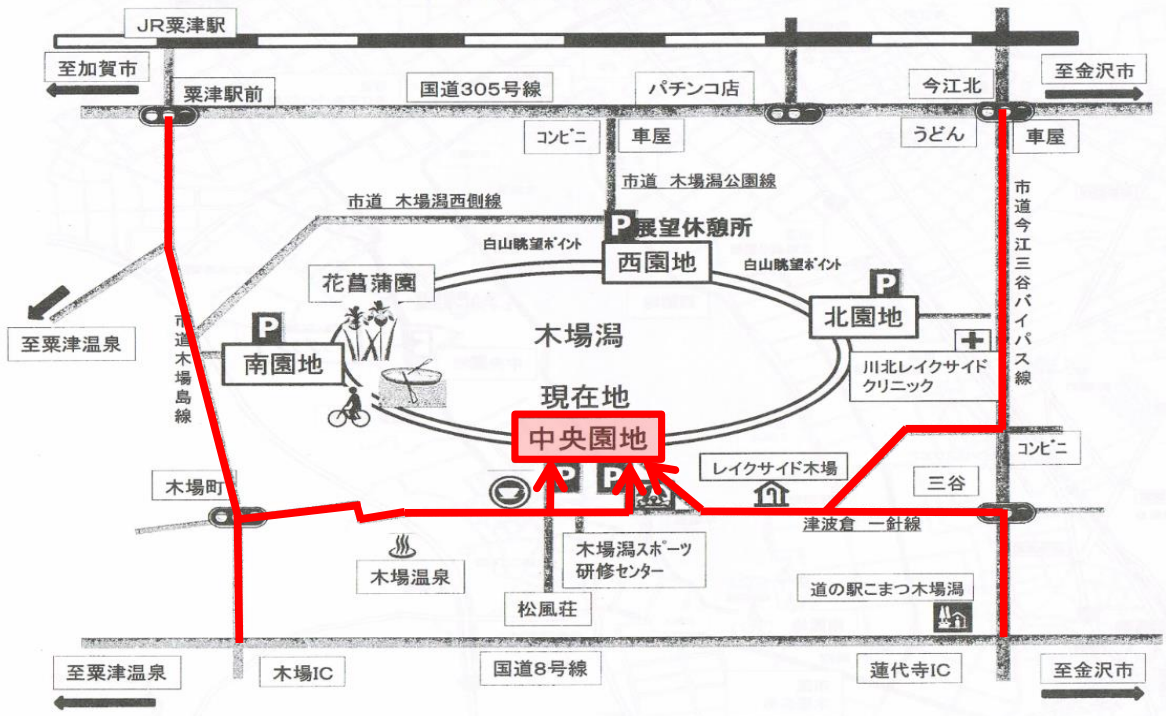 JR粟津駅
至加賀市
粟津駅前
国道305号線
パチンコ店
今江北
至金沢市
コンビニ
車屋
うどん
車屋
市道 木場潟公園線
市道 木場潟西側線
P
展望休憩所
白山眺望ポイント
西園地
白山眺望ポイント
花菖蒲園
P
北園地
市道今江三谷バイパス線
至粟津温泉
市道木場島線
P
南園地
木場潟
川北レイクサイド
クリニック
現在地
中央園地
コンビニ
木場町
P
P
レイクサイド木場
三谷
津波倉 一針線
木場温泉
木場潟スポーツ
研修センター
松風荘
道の駅こまつ木場潟
至粟津温泉
木場IC
国道8号線
蓮代寺IC
至金沢市